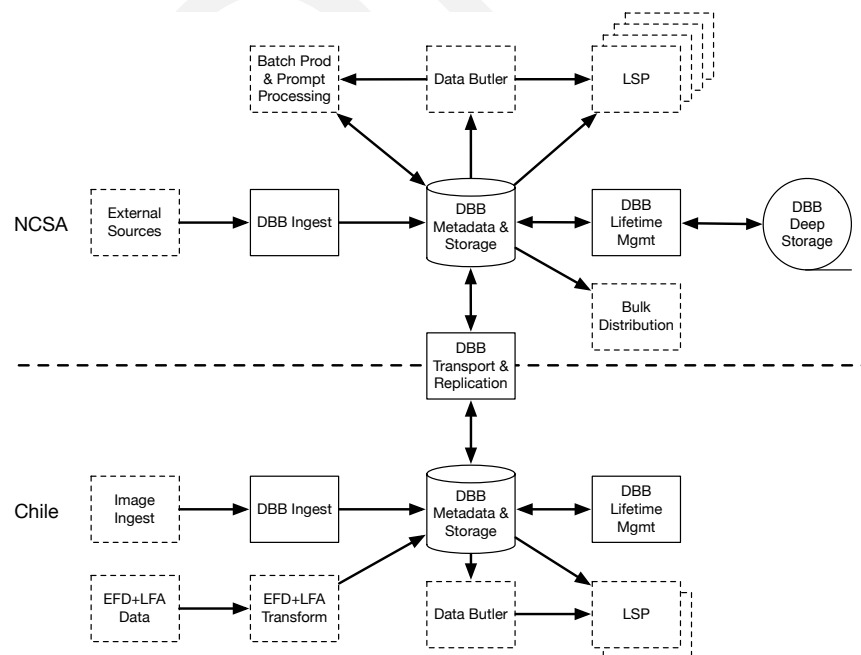 Batch Prod
& Prompt
Processing
Data Butler
LSP
NCSA
External
Sources
DBB Ingest
DBB
Metadata &
Storage
DBB
Lifetime
Mgmt
DBB
Deep
Storage
Bulk
Distribution
DBB
Transport &
Replication
Chile
Image
Ingest
DBB Ingest
DBB
Metadata &
Storage
DBB
Lifetime
Mgmt
EFD+LFA
Data
EFD+LFA
Transform
Data Butler
LSP